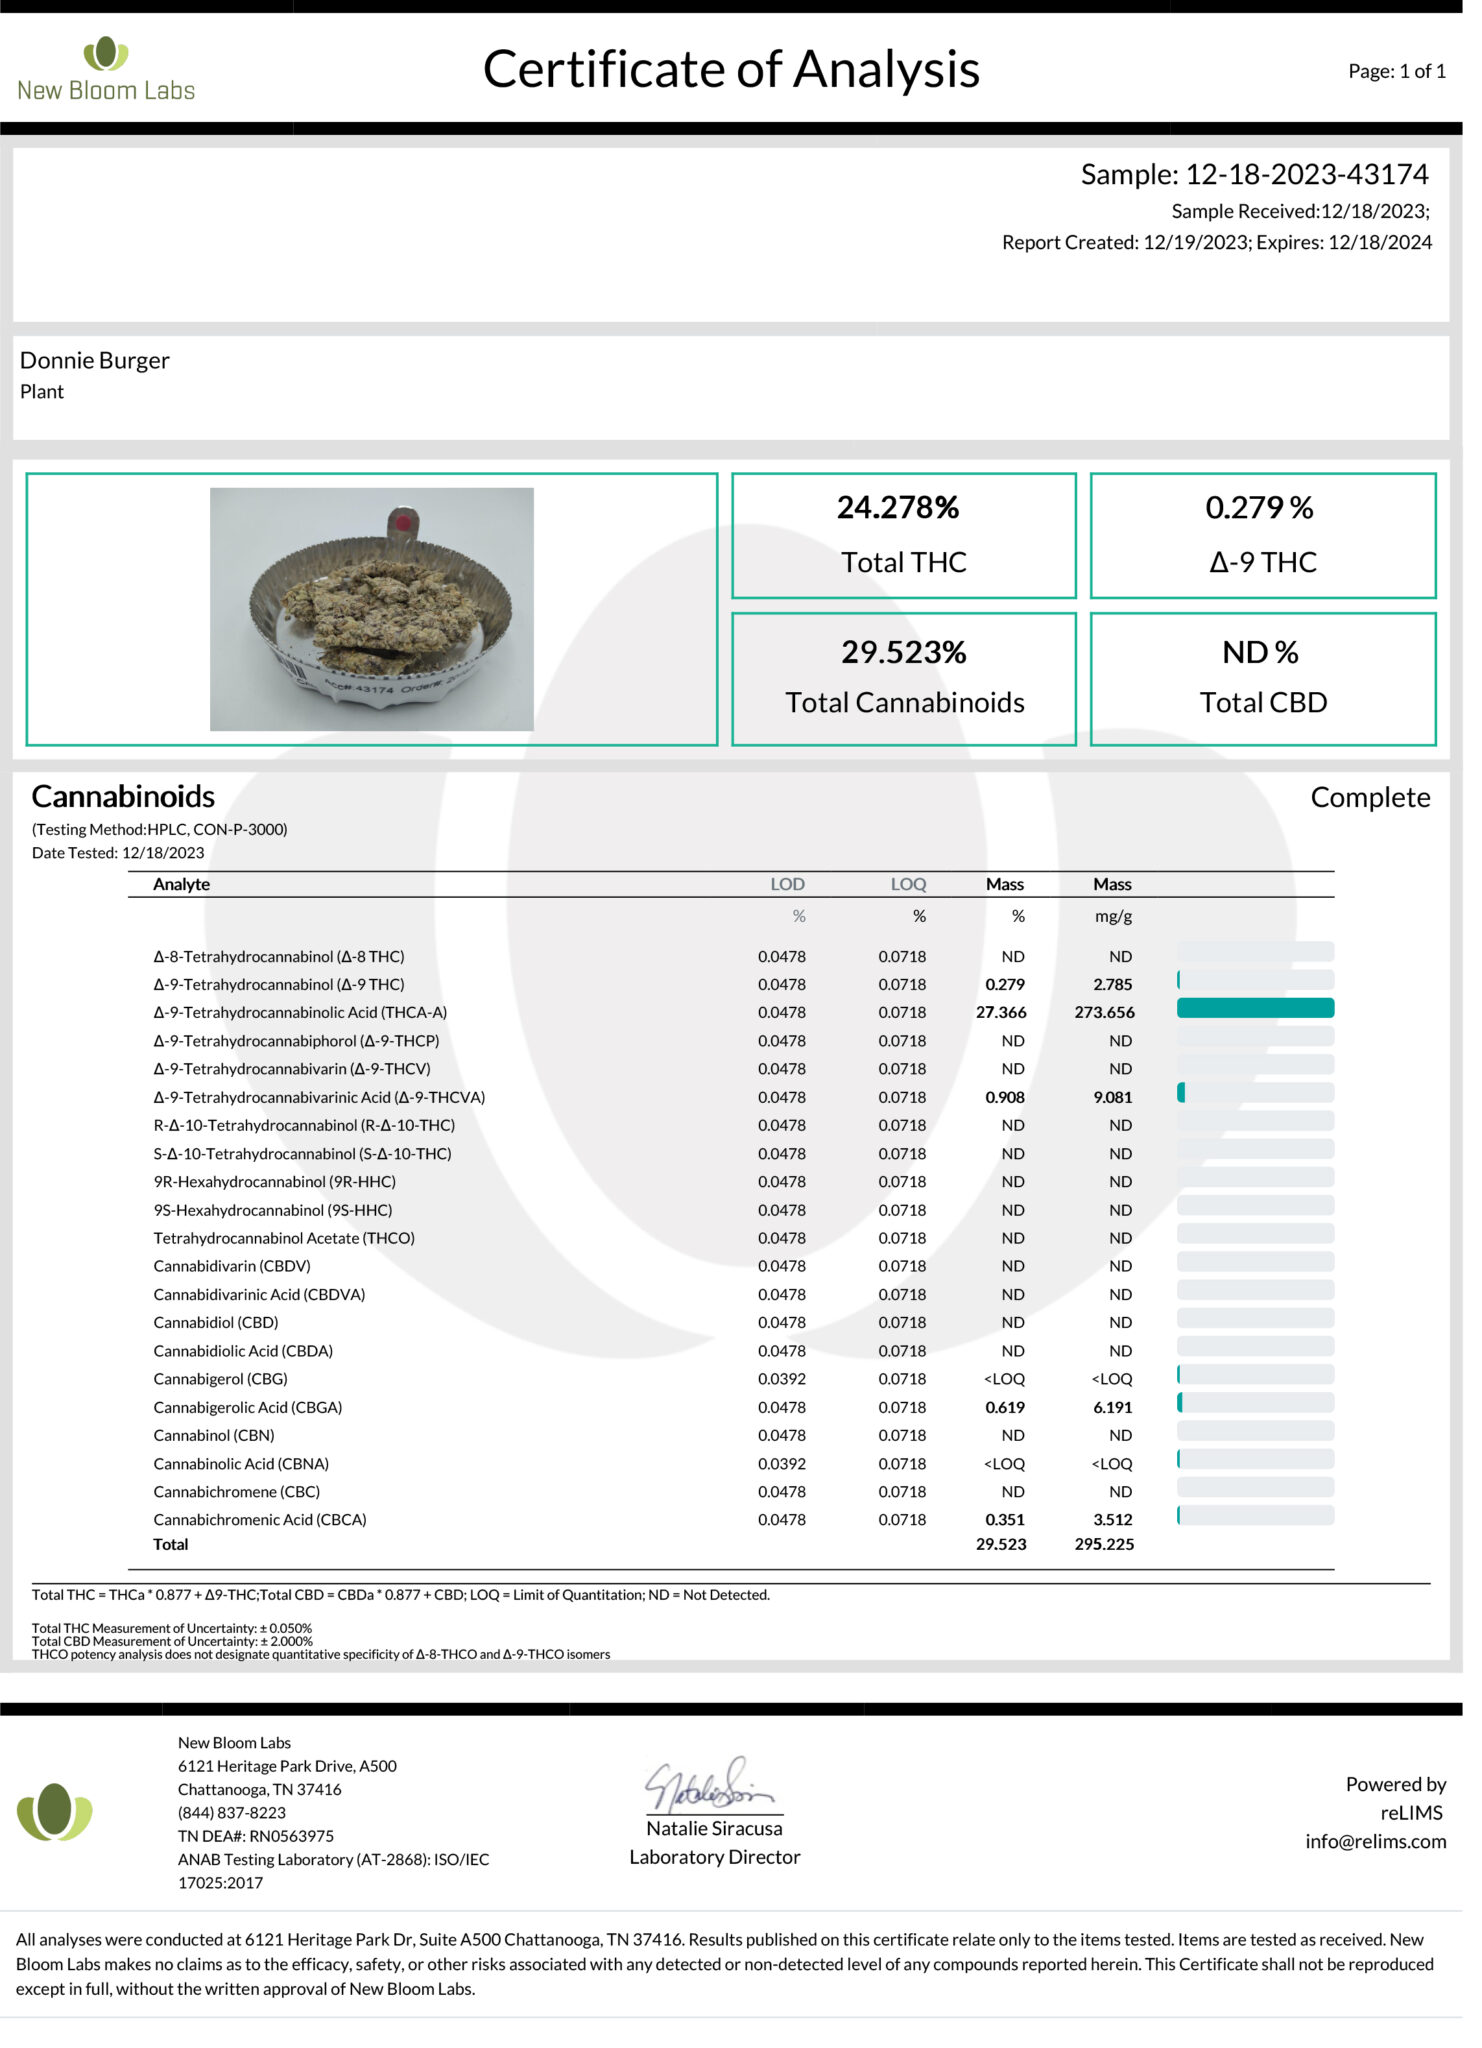 New Bloom Labs
Certificate of Analysis
Page: 1 of 1
Sample: 12-18-2023-43174
Sample Received:12/18/2023;
Report Created: 12/19/2023; Expires: 12/18/2024
Donnie Burger
Plant
Acc#:43174 Order#:
24.278%
Total THC
0.279 %
Δ-9 THC
29.523%
Total Cannabinoids
ND %
Total CBD
Cannabinoids
Complete
(Testing Method:HPLC, CON-P-3000)
Date Tested: 12/18/2023
Analyte LOD LOQ Mass Mass
% % % mg/g
Δ-8-Tetrahydrocannabinol (Δ-8 THC) 0.0478 0.0718 ND ND
Δ-9-Tetrahydrocannabinol (Δ-9 THC) 0.0478 0.0718 0.279 2.785
Δ-9-Tetrahydrocannabinolic Acid (THCA-A) 0.0478 0.0718 27.366 273.656
Δ-9-Tetrahydrocannabiphorol (Δ-9-THCP) 0.0478 0.0718 ND ND
Δ-9-Tetrahydrocannabivarin (Δ-9-THCV) 0.0478 0.0718 ND ND
Δ-9-Tetrahydrocannabivarinic Acid (Δ-9-THCVA) 0.0478 0.0718 0.908 9.081
R-Δ-10-Tetrahydrocannabinol (R-Δ-10-THC) 0.0478 0.0718 ND ND
S-Δ-10-Tetrahydrocannabinol (S-Δ-10-THC) 0.0478 0.0718 ND ND
9R-Hexahydrocannabinol (9R-HHC) 0.0478 0.0718 ND ND
9S-Hexahydrocannabinol (9S-HHC) 0.0478 0.0718 ND ND
Tetrahydrocannabinol Acetate (THCO) 0.0478 0.0718 ND ND
Cannabidivarin (CBDV) 0.0478 0.0718 ND ND
Cannabidivarinic Acid (CBDVA) 0.0478 0.0718 ND ND
Cannabidiol (CBD) 0.0478 0.0718 ND ND
Cannabidiolic Acid (CBDA) 0.0478 0.0718 ND ND
Cannabigerol (CBG) 0.0392 0.0718 <LOQ <LOQ
Cannabigerolic Acid (CBGA) 0.0478 0.0718 0.619 6.191
Cannabinol (CBN) 0.0478 0.0718 ND ND
Cannabinolic Acid (CBNA) 0.0392 0.0718 <LOQ <LOQ
Cannabichromene (CBC) 0.0478 0.0718 ND ND
Cannabichromenic Acid (CBCA) 0.0478 0.0718 0.351 3.512
Total 29.523 295.225
Total THC = THCa * 0.877 + Δ9-THC;Total CBD = CBDa * 0.877 + CBD; LOQ = Limit of Quantitation; ND = Not Detected.
Total THC Measurement of Uncertainty: ± 0.050%
Total CBD Measurement of Uncertainty: ± 2.000%
THCO potency analysis does not designate quantitative specificity of Δ-8-THCO and Δ-9-THCO isomers
New Bloom Labs
6121 Heritage Park Drive, A500
Chattanooga, TN 37416
(844) 837-8223
TN DEA#: RN0563975
ANAB Testing Laboratory (AT-2868): ISO/IEC
17025:2017
Natalie Siracusa
Laboratory Director
Powered by
reLIMS
info@relims.com
All analyses were conducted at 6121 Heritage Park Dr, Suite A500 Chattanooga, TN 37416. Results published on this certificate relate only to the items tested. Items are tested as received. New
Bloom Labs makes no claims as to the efficacy, safety, or other risks associated with any detected or non-detected level of any compounds reported herein. This Certificate shall not be reproduced
except in full, without the written approval of New Bloom Labs.